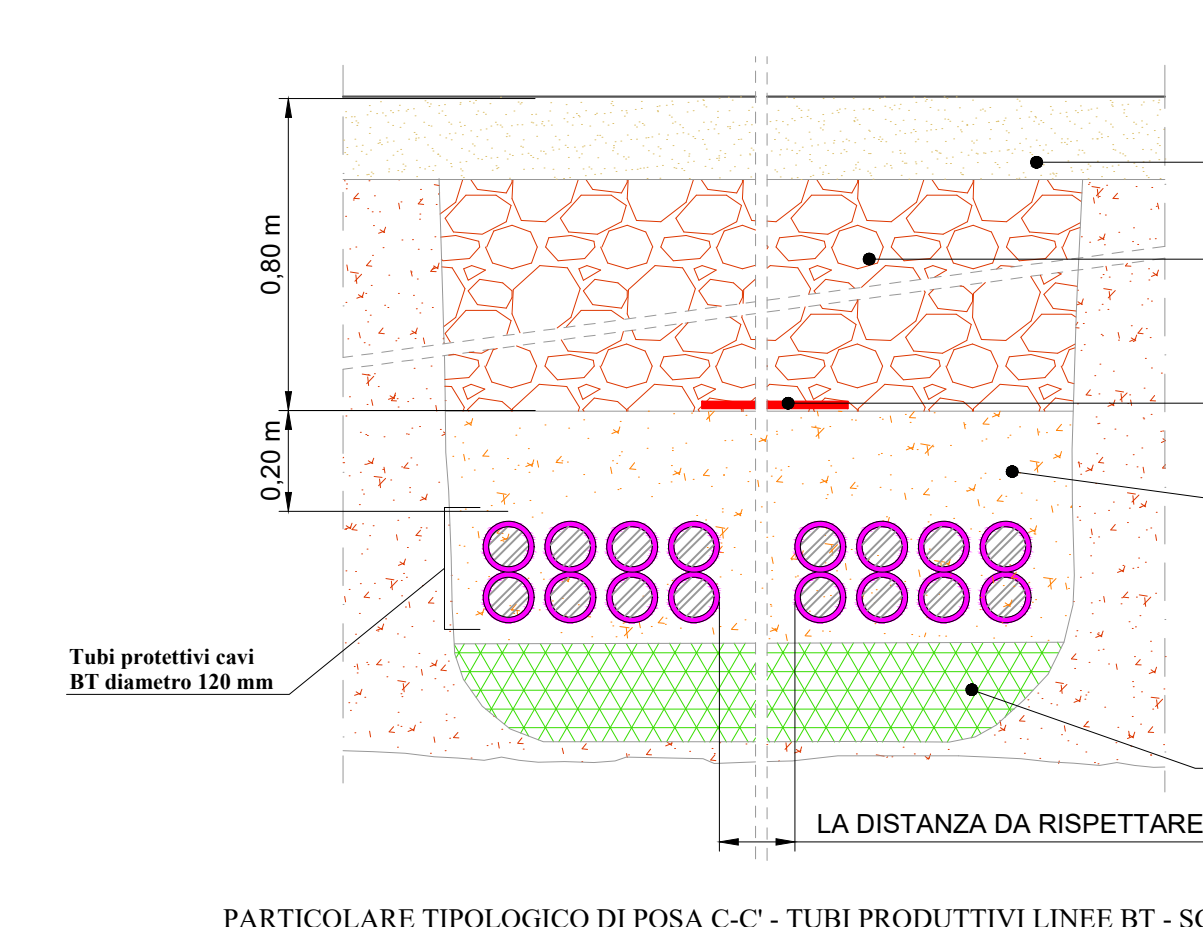 0,80 m
0,20 m
Tubi protettivi cavi
BT diametro 120 mm
LA DISTANZA DA RISPETTARE
PARTICOLARE TIPOLOGICO DI POSA C-C' - TUBI PRODUTTIVI LINEE BT - SC